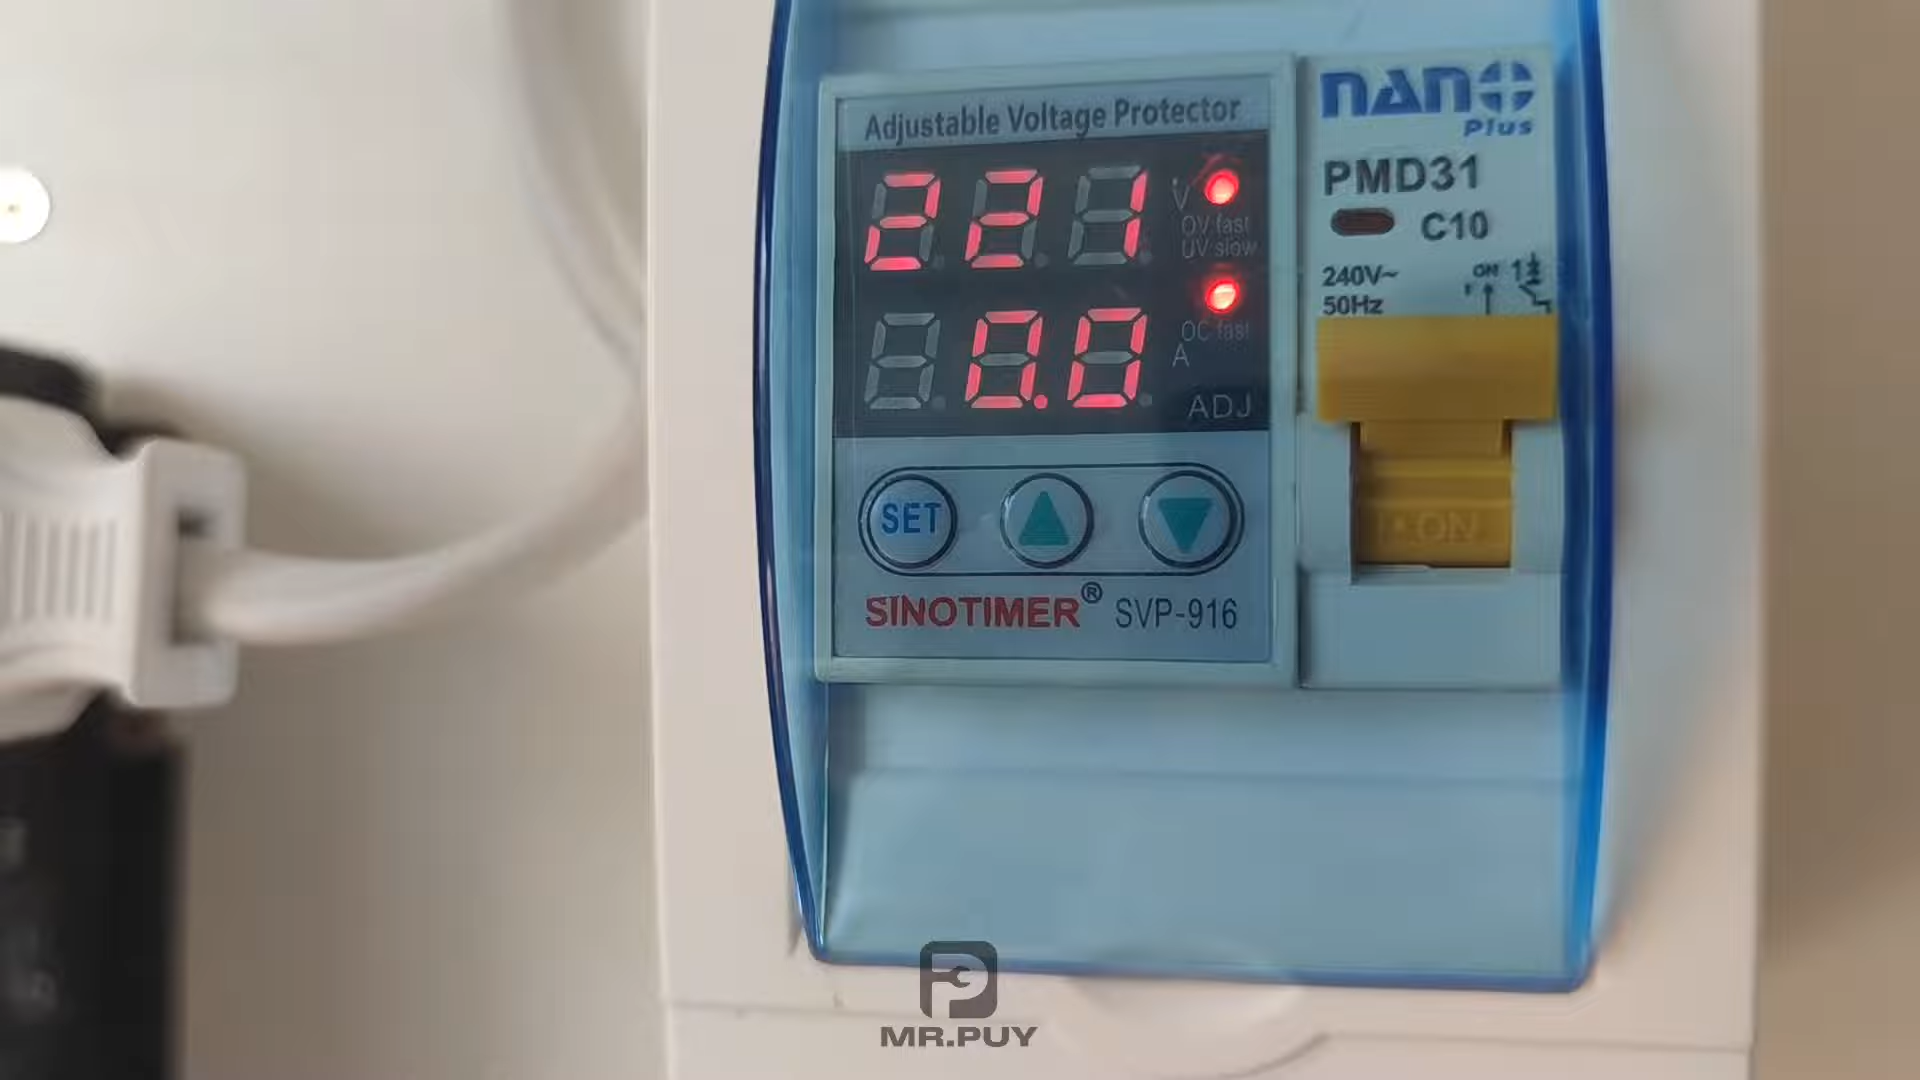 Adjustable Voltage Protector
221 V
OV fast
UV slow
0.0 A
OC fast
ADJ
SET
SINOTIMER® SVP-916
NANO
Plus
PMD31
C10
240V~
50Hz
ON
ON
MR.PUY